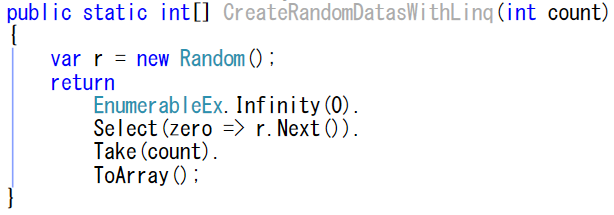 public static int[] CreateRandomDatasWithLinq(int count)
{
    var r = new Random();
    return
        EnumerableEx.Infinity(0).
        Select(zero => r.Next()).
        Take(count).
        ToArray();
}